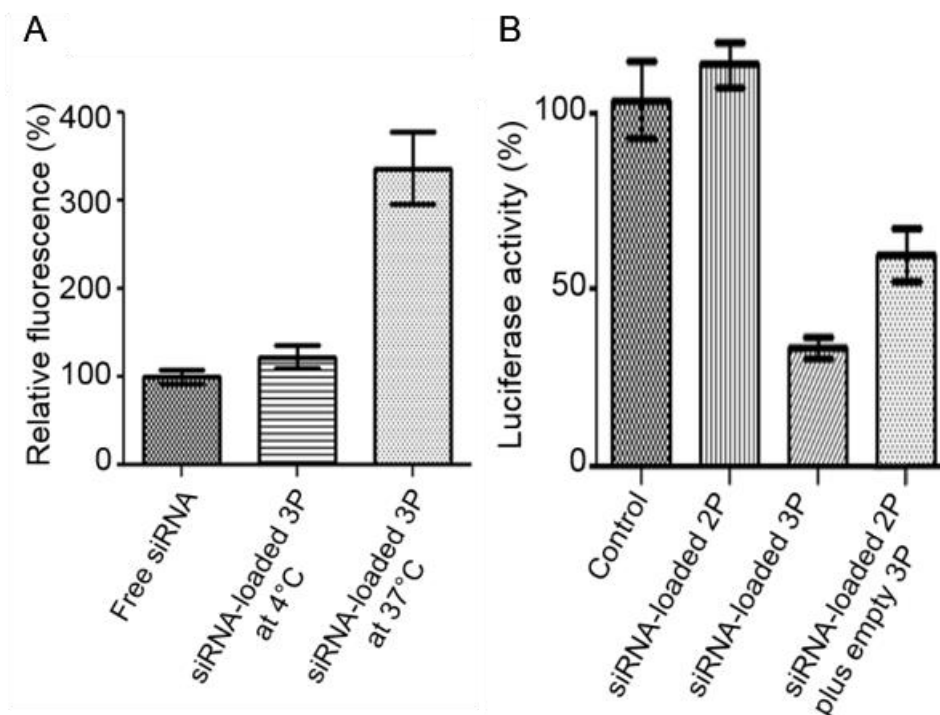 A
Relative fluorescence (%)
400
300
200
100
0
Free siRNA
siRNA-loaded 3P
at 4°C
siRNA-loaded 3P
at 37°C
B
Luciferase activity (%)
100
50
0
Control
siRNA-loaded 2P
siRNA-loaded 3P
siRNA-loaded 2P
plus empty 3P